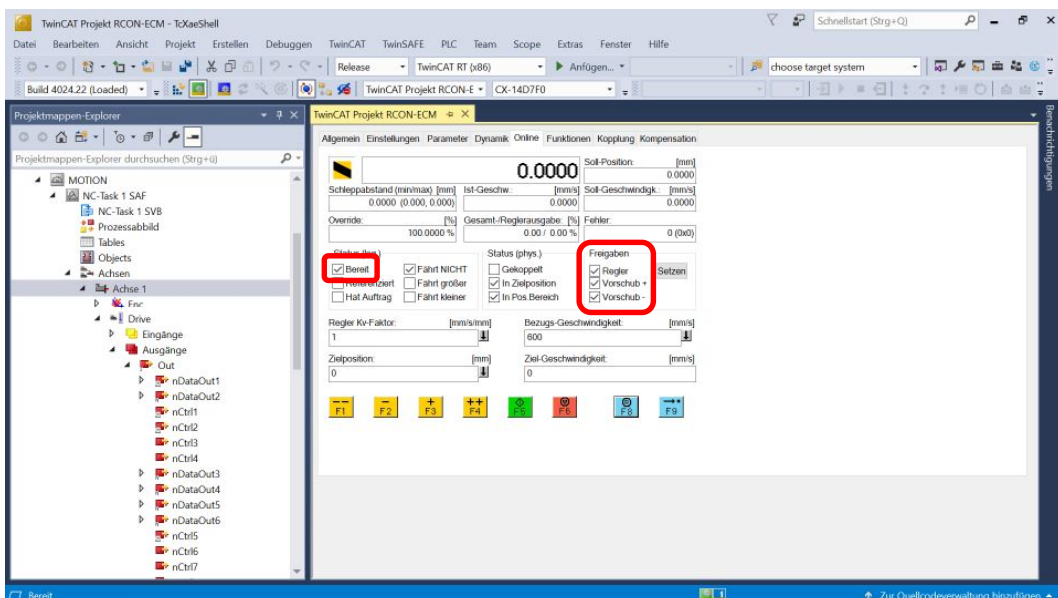 TwinCAT Projekt RCON-ECM - TcXaeShell
Schnellstart (Strg+Q)
Datei Bearbeiten Ansicht Projekt Erstellen Debuggen TwinCAT TwinSAFE PLC Team Scope Extras Fenster Hilfe
Release TwinCAT RT (x86) Anfügen... choose target system
Build 4024.22 (Loaded) TwinCAT Projekt RCON-E CX-14D7F0
Projektmappen-Explorer
Projektmappen-Explorer durchsuchen (Strg+ü)
MOTION
NC-Task 1 SAF
NC-Task 1 SVB
Prozessabbild
Tables
Objects
Achsen
Achse 1
Enc
Drive
Eingänge
Ausgänge
Out
nDataOut1
nDataOut2
nCtrl1
nCtrl2
nCtrl3
nCtrl4
nDataOut3
nDataOut4
nDataOut5
nDataOut6
nCtrl5
nCtrl6
nCtrl7
TwinCAT Projekt RCON-ECM
Allgemein Einstellungen Parameter Dynamik Online Funktionen Kopplung Kompensation
0.0000
Soll-Position: [mm]
0.0000
Schleppabstand (min/max) [mm] Ist-Geschw.: [mm/s] Soll-Geschwindigk.: [mm/s]
0.0000 (0.000, 0.000) 0.0000 0.0000
Override: [%] Gesamt-/Reglerausgabe: [%] Fehler:
100.0000 % 0.00 / 0.00 % 0 (0x0)
Status (log.) Status (phys.) Freigaben
Bereit Fährt NICHT Gekoppelt Regler Setzen
Referenziert Fährt größer In Zielposition Vorschub +
Hat Auftrag Fährt kleiner In Pos.Bereich Vorschub -
Regler Kv-Faktor: [mm/s/mm] Bezugs-Geschwindigkeit: [mm/s]
1 600
Zielposition: [mm] Ziel-Geschwindigkeit: [mm/s]
0 0
-- - + ++
F1 F2 F3 F4 F5 F6 F8 F9
Benachrichtigungen
Bereit 1 Zur Quellcodeverwaltung hinzufügen